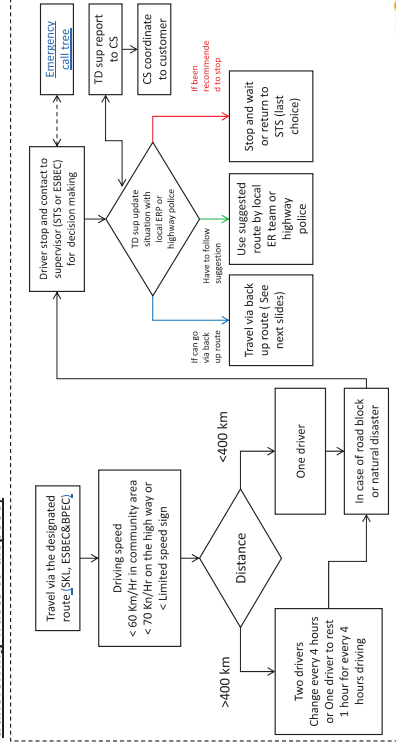 Travel via the designated
route (SKL, ESBEC&BPEC)
Driving speed
< 60 Km/Hr in community area
< 70 Kn/Hr on the high way or
< Limited speed sign
Distance
>400 km
<400 km
Two drivers
Change every 4 hours
or One driver to rest
1 hour for every 4
hours driving
One driver
In case of road block
or natural disaster
Driver stop and contact to
supervisor (STS or ESBEC)
for decision making
Emergency
call tree
TD sup update
situation with
local ERP or
highway police
TD sup report
to CS
CS coordinate
to customer
If can go
via back
up route
Have to follow
suggestion
If been
recommende
d to stop
Travel via back
up route ( See
next slides)
Use suggested
route by local
ER team or
highway
police
Stop and wait
or return to
STS (last
choice)